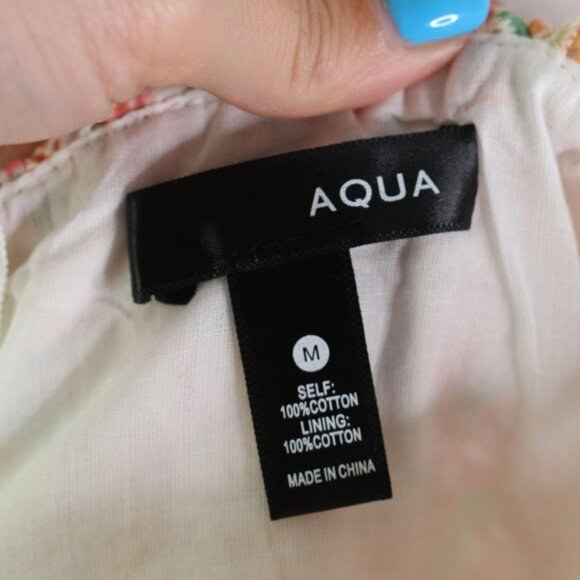 AQUA
M
SELF:
100%COTTON
LINING:
100%COTTON
MADE IN CHINA